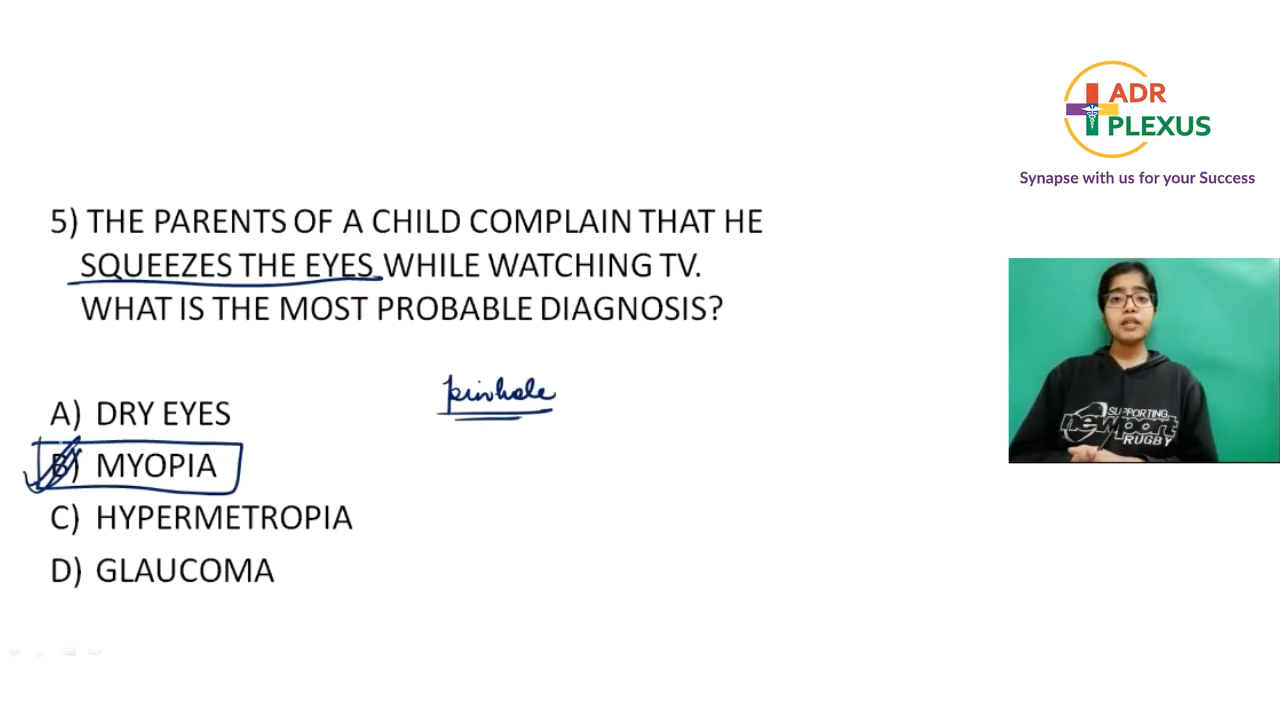 ADR
PLEXUS
Synapse with us for your Success
5) THE PARENTS OF A CHILD COMPLAIN THAT HE
SQUEEZES THE EYES WHILE WATCHING TV.
WHAT IS THE MOST PROBABLE DIAGNOSIS?
pinhole
A) DRY EYES
B) MYOPIA
C) HYPERMETROPIA
D) GLAUCOMA
SUPPORTING
newport
RUGBY